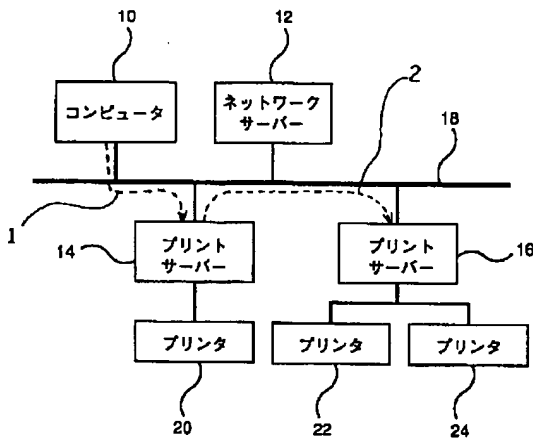 10
12
コンピュータ
ネットワーク
サーバー
2
18
1
14
プリント
サーバー
プリント
サーバー
16
プリンタ
プリンタ
プリンタ
20
22
24